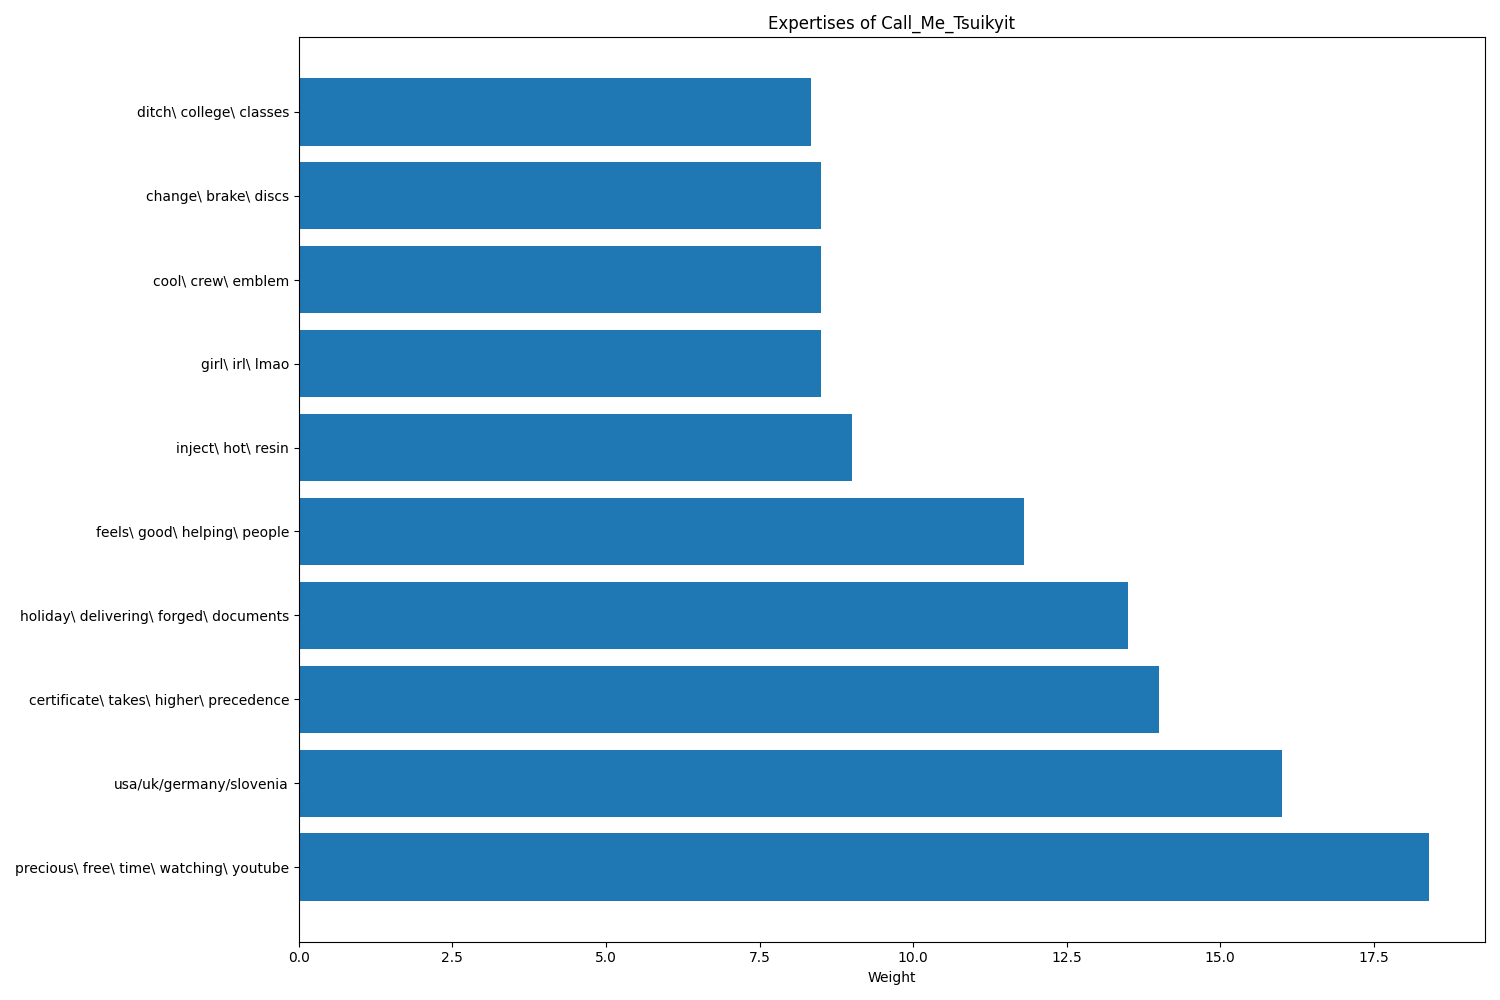 Expertises of Call_Me_Tsuikyit
ditch\ college\ classes
change\ brake\ discs
cool\ crew\ emblem
girl\ irl\ lmao
inject\ hot\ resin
feels\ good\ helping\ people
holiday\ delivering\ forged\ documents
certificate\ takes\ higher\ precedence
usa/uk/germany/slovenia
precious\ free\ time\ watching\ youtube
0.0 2.5 5.0 7.5 10.0 12.5 15.0 17.5
Weight